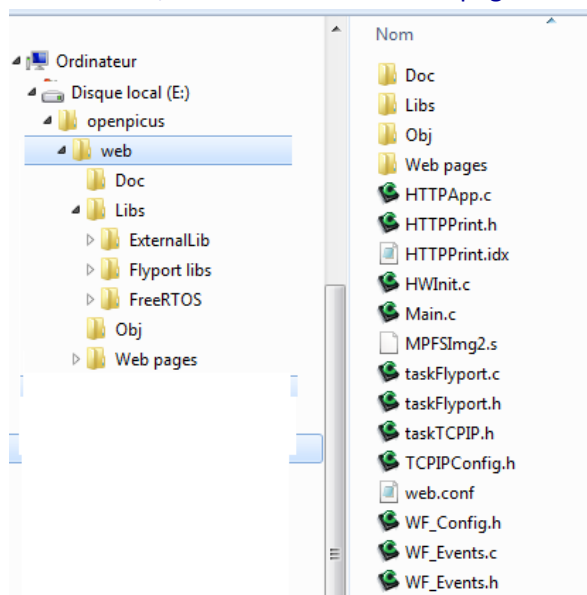 Ordinateur
Disque local (E:)
openpicus
web
Doc
Libs
ExternalLib
Flyport libs
FreeRTOS
Obj
Web pages
Nom
Doc
Libs
Obj
Web pages
HTTPApp.c
HTTPPrint.h
HTTPPrint.idx
HWInit.c
Main.c
MPFSImg2.s
taskFlyport.c
taskFlyport.h
taskTCPIP.h
TCPIPConfig.h
web.conf
WF_Config.h
WF_Events.c
WF_Events.h